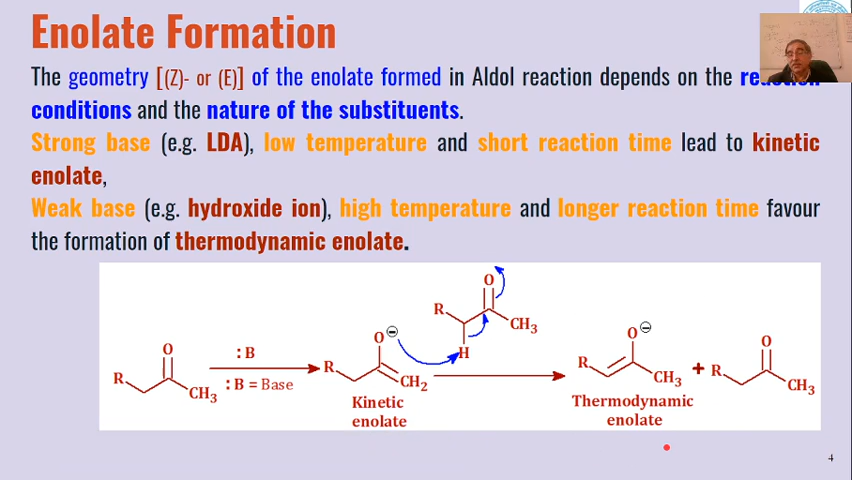 Enolate Formation
The geometry [(Z)- or (E)] of the enolate formed in Aldol reaction depends on the
conditions and the nature of the substituents.
Strong base (e.g. LDA), low temperature and short reaction time lead to kinetic
enolate,
Weak base (e.g. hydroxide ion), high temperature and longer reaction time favour
the formation of thermodynamic enolate.
O
R
CH3
H
O
R
CH3
: B
: B = Base
O ⊖
R
CH2
Kinetic
enolate
O ⊖
R
CH3
Thermodynamic
enolate
+
O
R
CH3
4